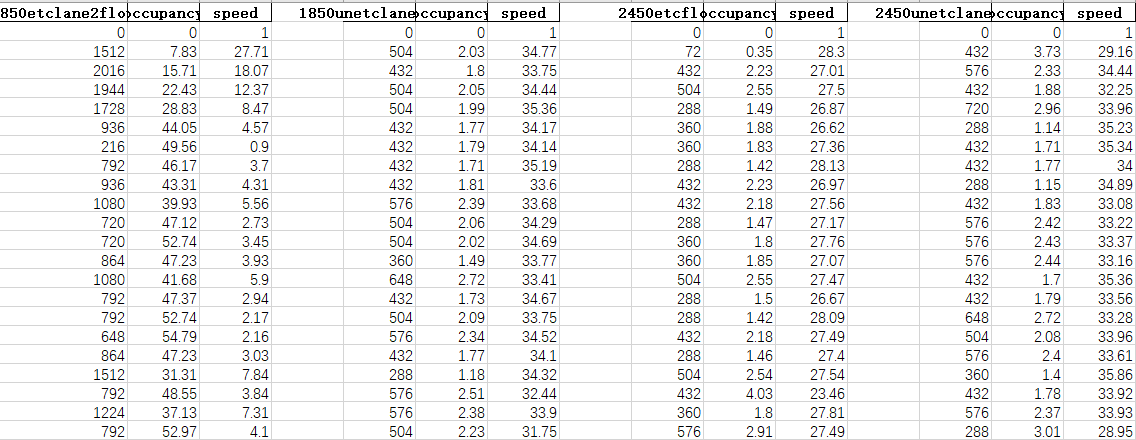 850etclane2flo occupancy speed 1850unetclane occupancy speed 2450etcflo occupancy speed 2450unetclane occupancy speed
0 0 1 0 0 1 0 0 1 0 0 1
1512 7.83 27.71 504 2.03 34.77 72 0.35 28.3 432 3.73 29.16
2016 15.71 18.07 432 1.8 33.75 432 2.23 27.01 576 2.33 34.44
1944 22.43 12.37 504 2.05 34.44 504 2.55 27.5 432 1.88 32.25
1728 28.83 8.47 504 1.99 35.36 288 1.49 26.87 720 2.96 33.96
936 44.05 4.57 432 1.77 34.17 360 1.88 26.62 288 1.14 35.23
216 49.56 0.9 432 1.79 34.14 360 1.83 27.36 432 1.71 35.34
792 46.17 3.7 432 1.71 35.19 288 1.42 28.13 432 1.77 34
936 43.31 4.31 432 1.81 33.6 432 2.23 26.97 288 1.15 34.89
1080 39.93 5.56 576 2.39 33.68 432 2.18 27.56 432 1.83 33.08
720 47.12 2.73 504 2.06 34.29 288 1.47 27.17 576 2.42 33.22
720 52.74 3.45 504 2.02 34.69 360 1.8 27.76 576 2.43 33.37
864 47.23 3.93 360 1.49 33.77 360 1.85 27.07 576 2.44 33.16
1080 41.68 5.9 648 2.72 33.41 504 2.55 27.47 432 1.7 35.36
792 47.37 2.94 432 1.73 34.67 288 1.5 26.67 432 1.79 33.56
792 52.74 2.17 504 2.09 33.75 288 1.42 28.09 648 2.72 33.28
648 54.79 2.16 576 2.34 34.52 432 2.18 27.49 504 2.08 33.96
864 47.23 3.03 432 1.77 34.1 288 1.46 27.4 576 2.4 33.61
1512 31.31 7.84 288 1.18 34.32 504 2.54 27.54 360 1.4 35.86
792 48.55 3.84 576 2.51 32.44 432 4.03 23.46 432 1.78 33.92
1224 37.13 7.31 576 2.38 33.9 360 1.8 27.81 576 2.37 33.93
792 52.97 4.1 504 2.23 31.75 576 2.91 27.49 288 3.01 28.95